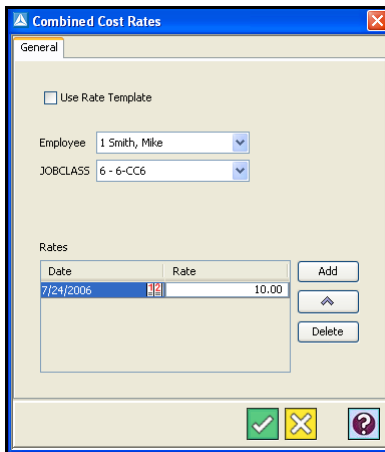 Combined Cost Rates
General
Use Rate Template
Employee 1 Smith, Mike
JOBCLASS 6 - 6-CC6
Rates
Date Rate Add
7/24/2006 12 10.00
Delete
?